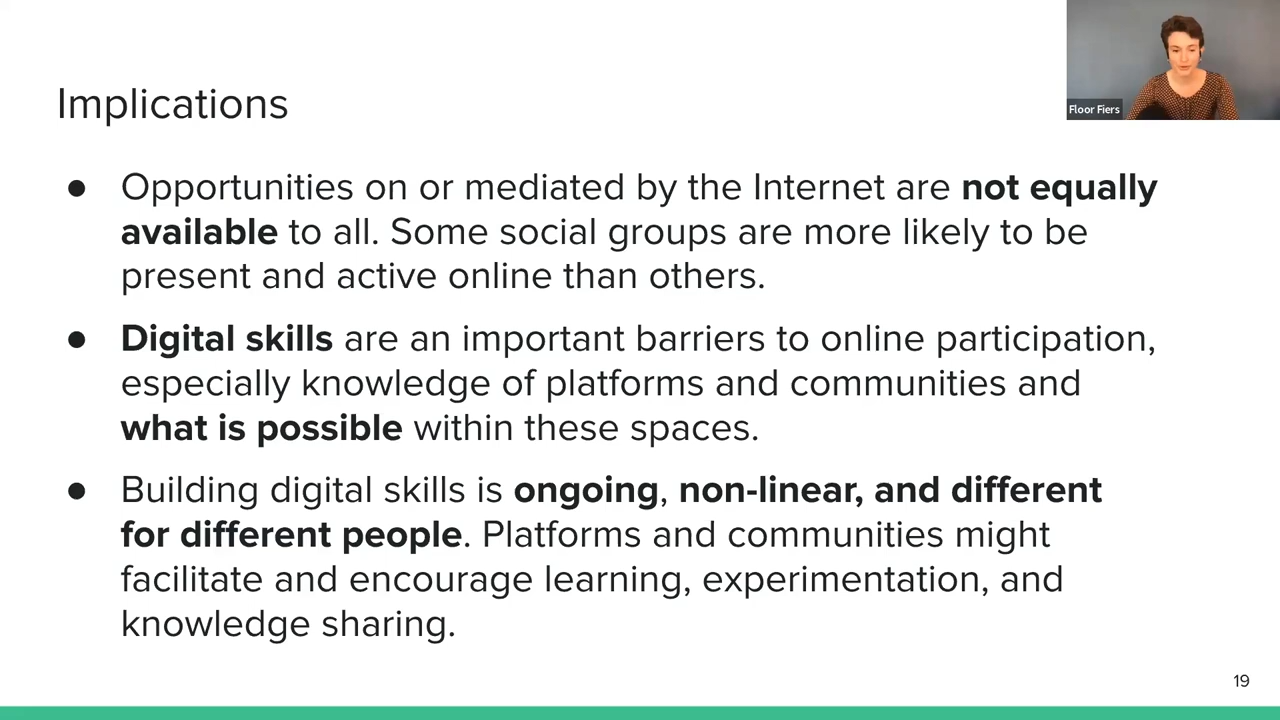 Floor Fiers
Implications
● Opportunities on or mediated by the Internet are not equally
available to all. Some social groups are more likely to be
present and active online than others.
● Digital skills are an important barriers to online participation,
especially knowledge of platforms and communities and
what is possible within these spaces.
● Building digital skills is ongoing, non-linear, and different
for different people. Platforms and communities might
facilitate and encourage learning, experimentation, and
knowledge sharing.
19